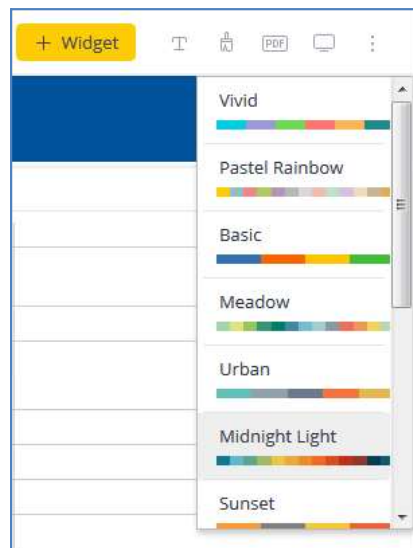 + Widget
T
A
PDF
Vivid
Pastel Rainbow
Basic
Meadow
Urban
Midnight Light
Sunset